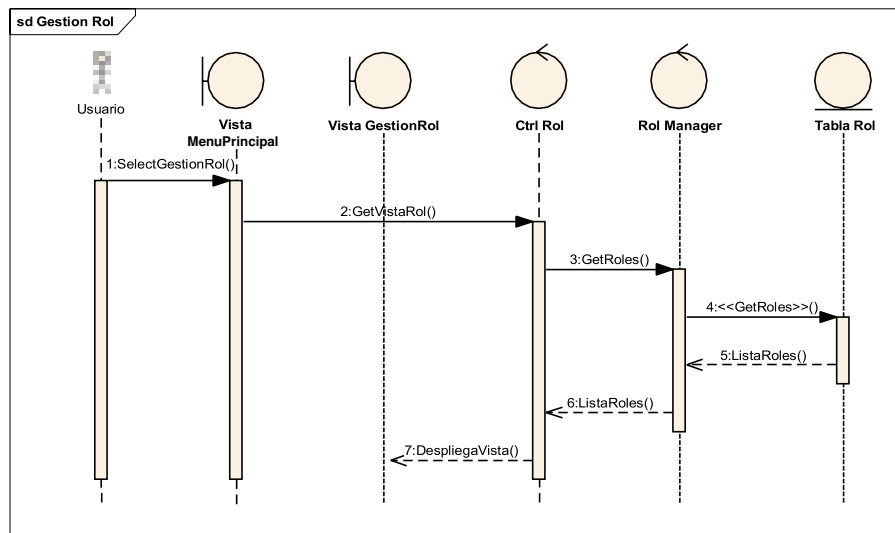 sd Gestion Rol
Usuario
Vista
MenuPrincipal
Vista GestionRol
Ctrl Rol
Rol Manager
Tabla Rol
1:SelectGestionRol()
2:GetVistaRol()
3:GetRoles()
4:<<GetRoles>>()
5:ListaRoles()
6:ListaRoles()
7:DespliegaVista()